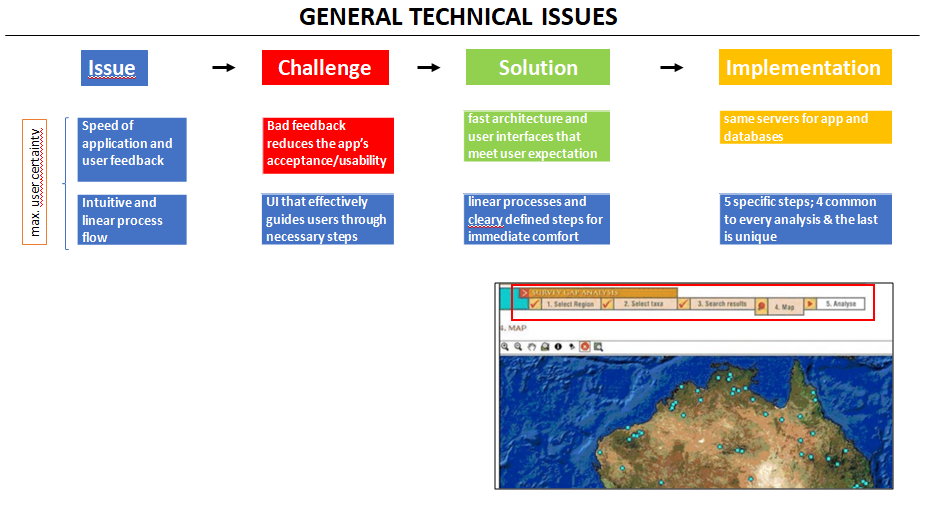 GENERAL TECHNICAL ISSUES
Issue
Challenge
Solution
Implementation
max. user certainty
Speed of
application and
user feedback
Bad feedback
reduces the app's
acceptance/usability
fast architecture and
user interfaces that
meet user expectation
same servers for app and
databases
Intuitive and
linear process
flow
UI that effectively
guides users through
necessary steps
linear processes and
cleary defined steps for
immediate comfort
5 specific steps; 4 common
to every analysis & the last
is unique
SURVEY GAP ANALYSIS
1. Select Region
2. Select taxa
3. Search results
4. Map
5. Analyse
4. MAP